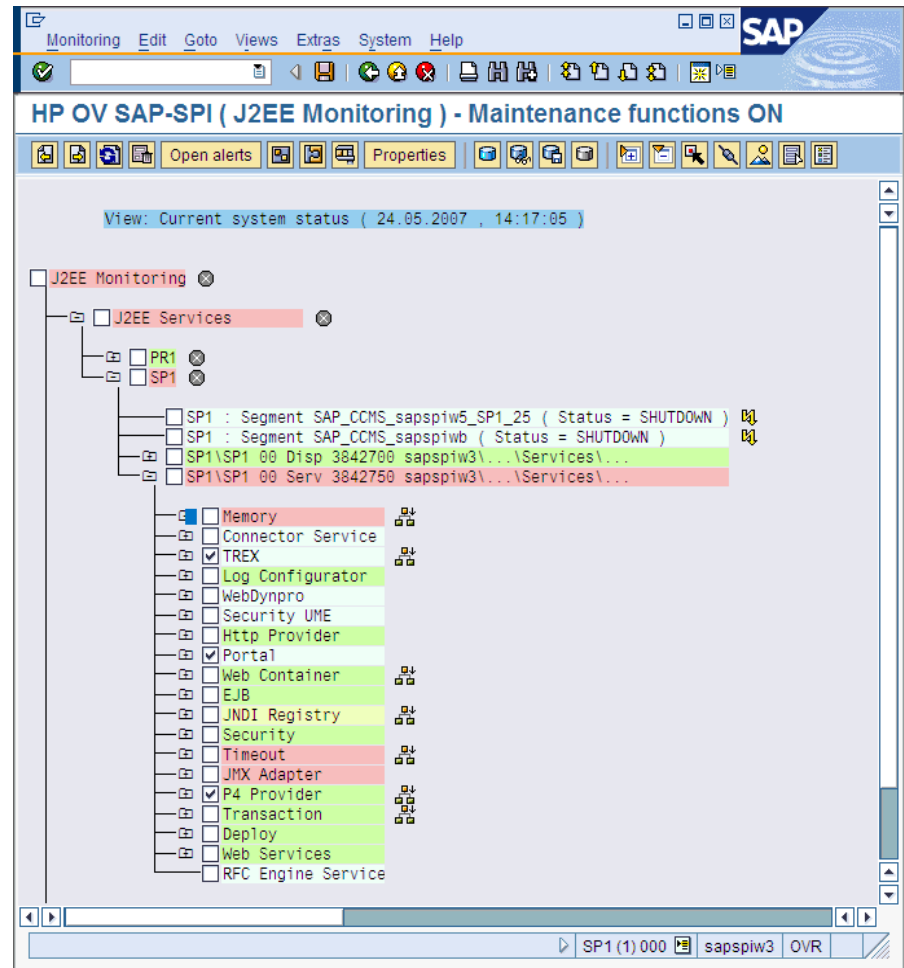 Monitoring Edit Goto Views Extras System Help
SAP
HP OV SAP-SPI ( J2EE Monitoring ) - Maintenance functions ON
Open alerts Properties
View: Current system status ( 24.05.2007 , 14:17:05 )
J2EE Monitoring
J2EE Services
PR1
SP1
SP1 : Segment SAP_CCMS_sapspiw5_SP1_25 ( Status = SHUTDOWN )
SP1 : Segment SAP_CCMS_sapspiwb ( Status = SHUTDOWN )
SP1\SP1 00 Disp 3842700 sapspiw3\...\Services\...
SP1\SP1 00 Serv 3842750 sapspiw3\...\Services\...
Memory
Connector Service
TREX
Log Configurator
WebDynpro
Security UME
Http Provider
Portal
Web Container
EJB
JNDI Registry
Security
Timeout
JMX Adapter
P4 Provider
Transaction
Deploy
Web Services
RFC Engine Service
SP1 (1) 000 sapspiw3 OVR